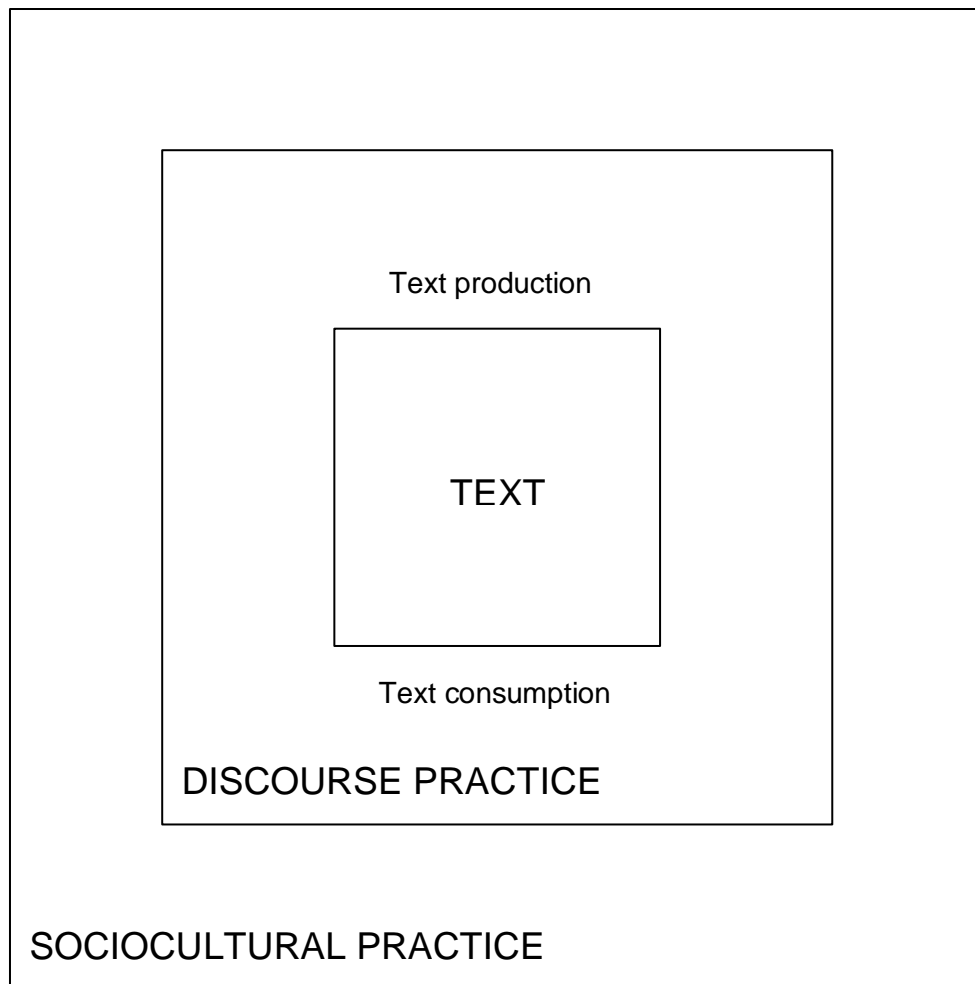 Text production
TEXT
Text consumption
DISCOURSE PRACTICE
SOCIOCULTURAL PRACTICE